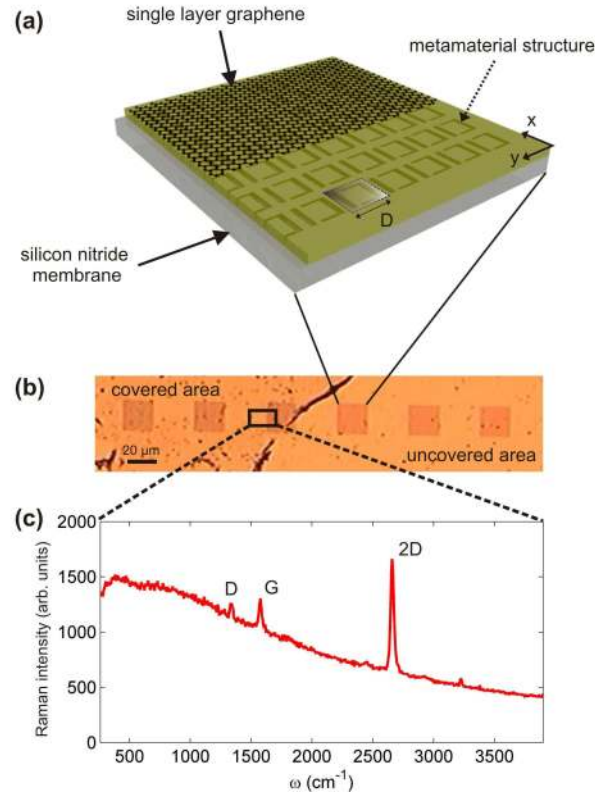 (a)
single layer graphene
metamaterial structure
x
y
D
silicon nitride
membrane
(b)
covered area
20 µm
uncovered area
(c)
2000
1500
1000
500
0
Raman intensity (arb. units)
D
G
2D
500 1000 1500 2000 2500 3000 3500
ω (cm⁻¹)